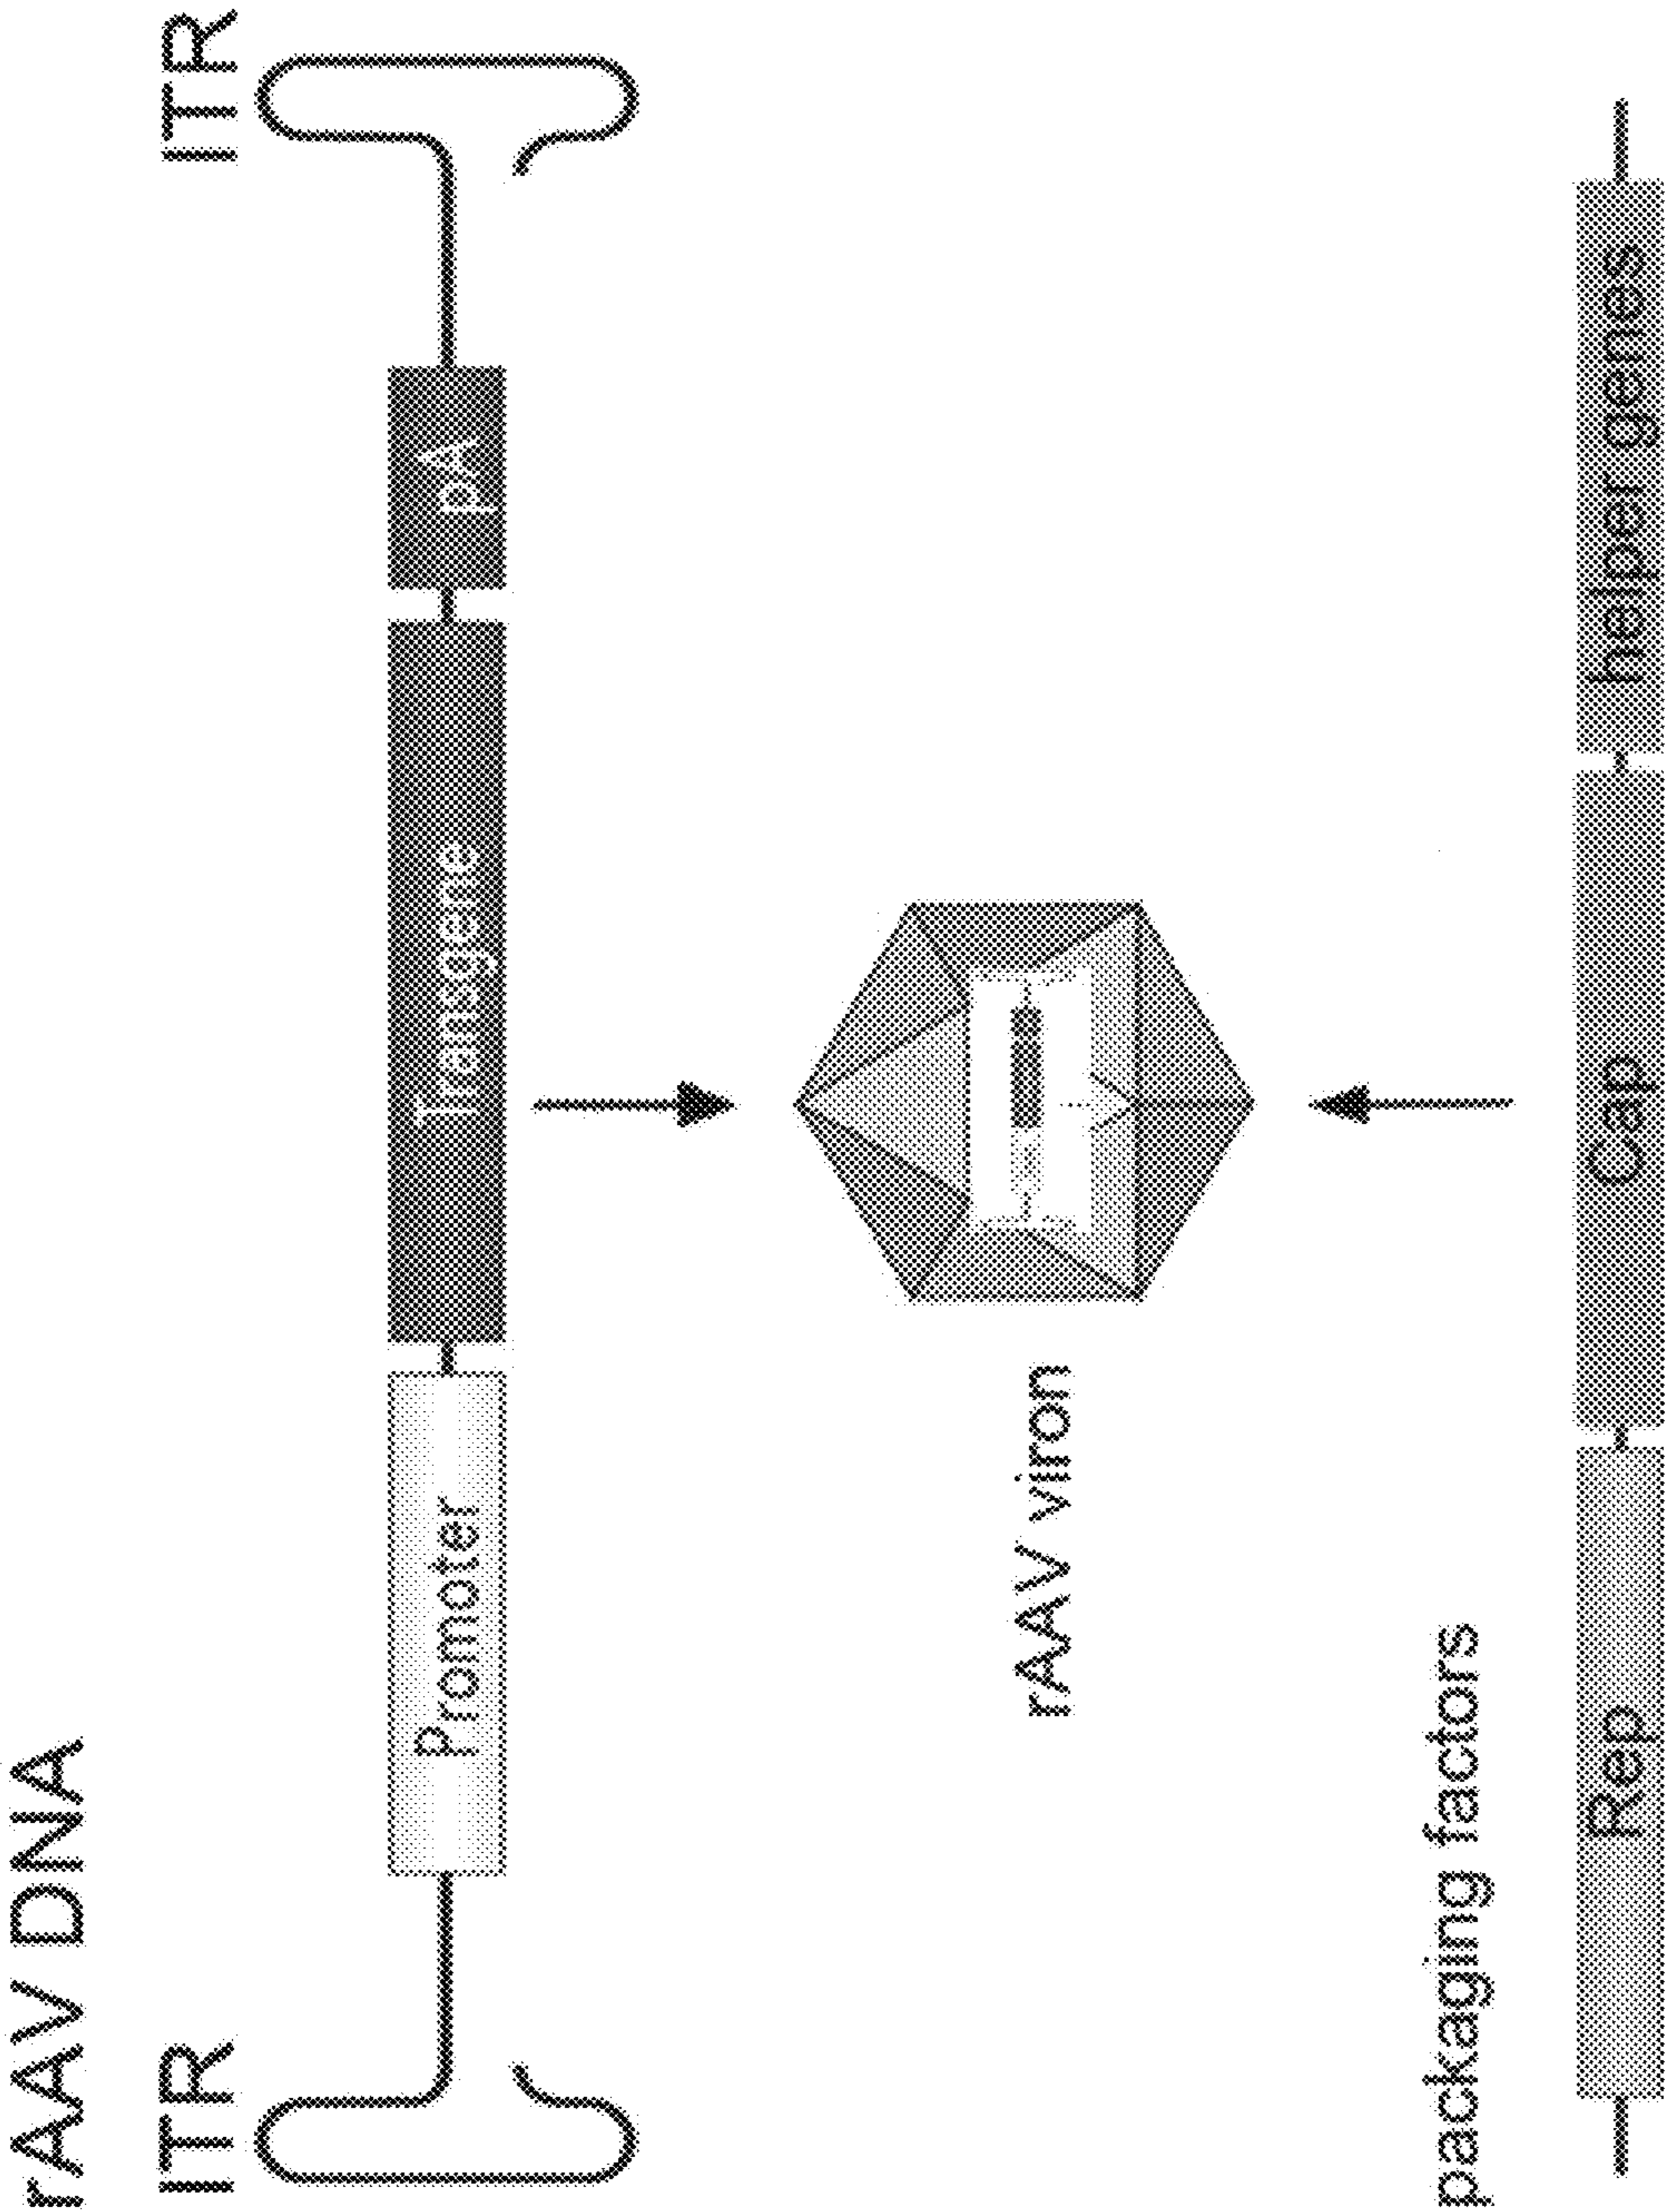 rAAV DNA
ITR
ITR
Promoter
Transgene
pA
rAAV viron
packaging factors
Rep
Cap
helper genes